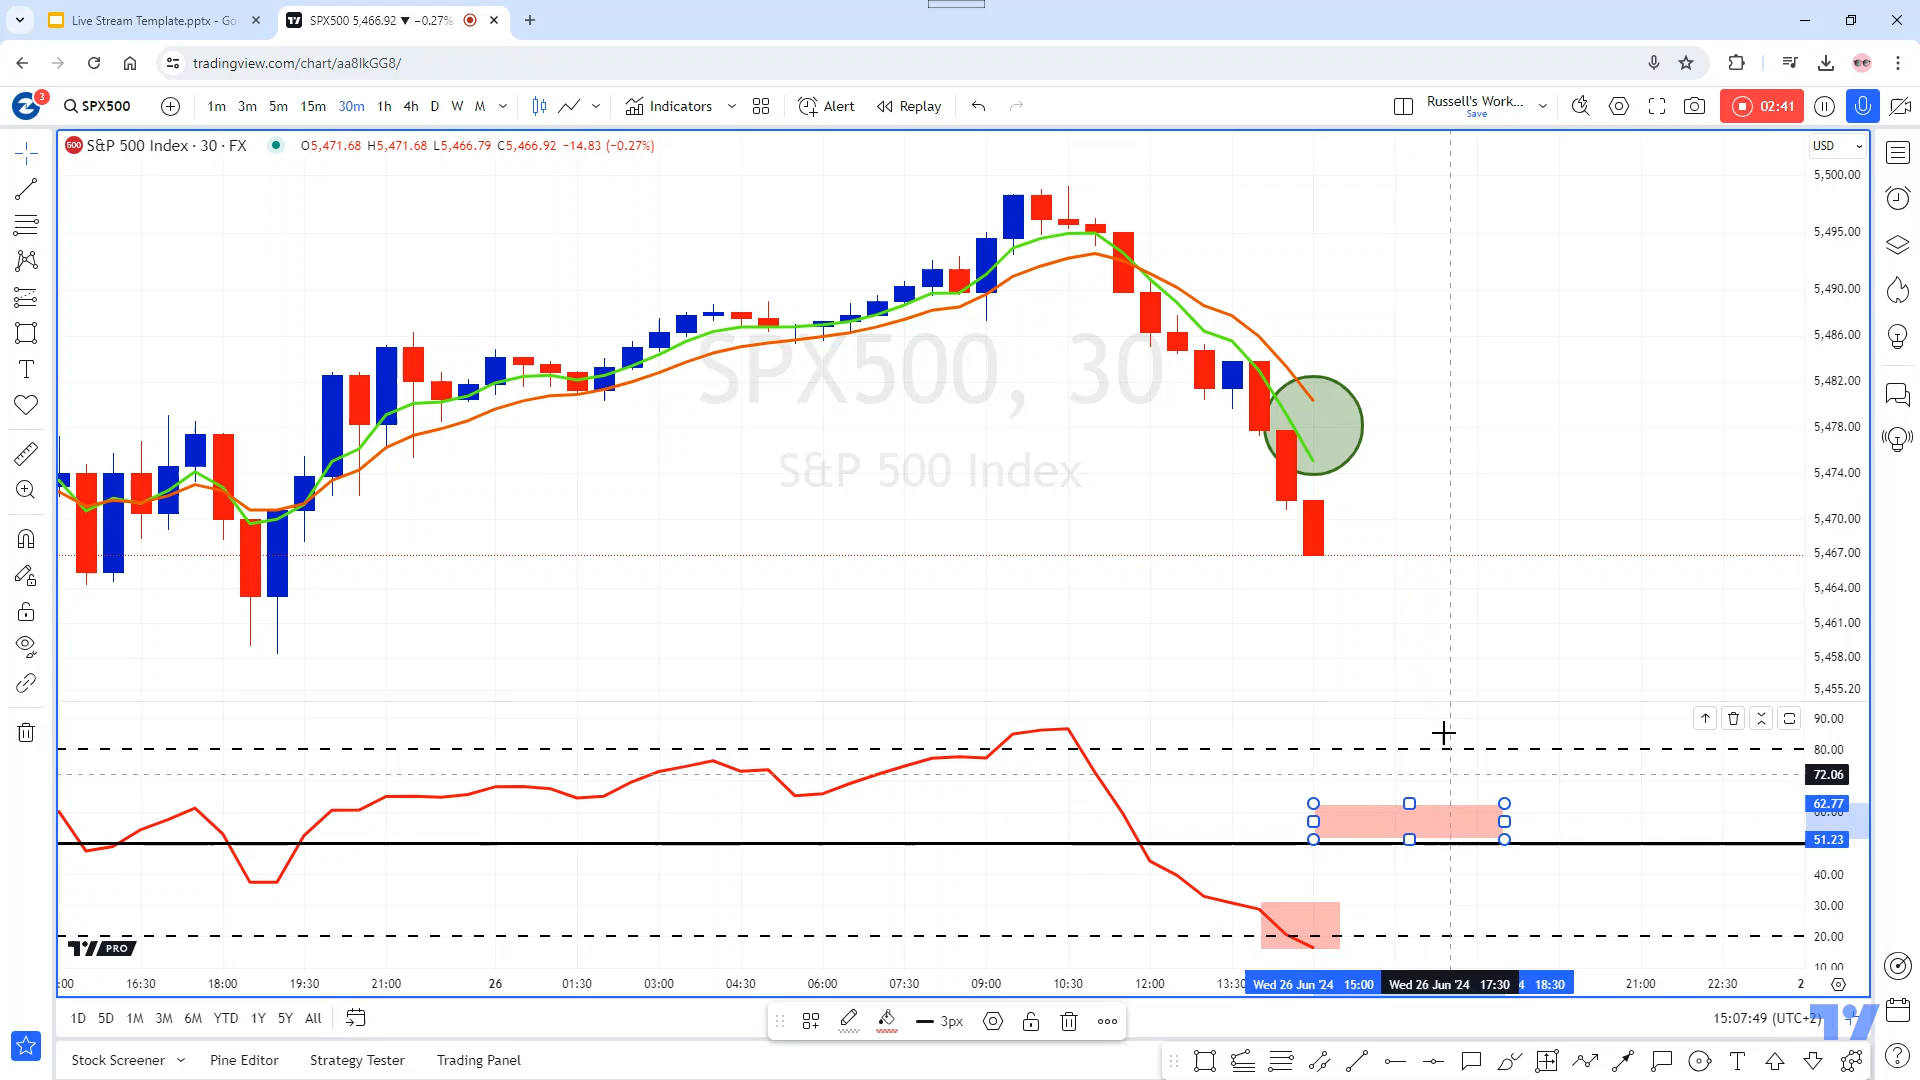 Live Stream Template.pptx - Go
SPX500 5,466.92 ▼ −0.27%
tradingview.com/chart/aa8IkGG8/
3
SPX500
1m 3m 5m 15m 30m 1h 4h D W M
Indicators
Alert
Replay
Russell's Work...
Save
02:41
500 S&P 500 Index · 30 · FX
O5,471.68 H5,471.68 L5,466.79 C5,466.92 −14.83 (−0.27%)
USD
5,500.00
5,495.00
5,490.00
5,486.00
5,482.00
5,478.00
5,474.00
5,470.00
5,467.00
5,464.00
5,461.00
5,458.00
5,455.20
SPX500, 30
S&P 500 Index
90.00
80.00
72.06
62.77
60.00
51.23
40.00
30.00
20.00
10.00
PRO
:00 16:30 18:00 19:30 21:00 26 01:30 03:00 04:30 06:00 07:30 09:00 10:30 12:00 13:30 Wed 26 Jun '24 15:00 Wed 26 Jun '24 17:30 4 18:30 21:00 22:30 2
1D 5D 1M 3M 6M YTD 1Y 5Y All
3px
15:07:49 (UTC+2)
Stock Screener
Pine Editor
Strategy Tester
Trading Panel